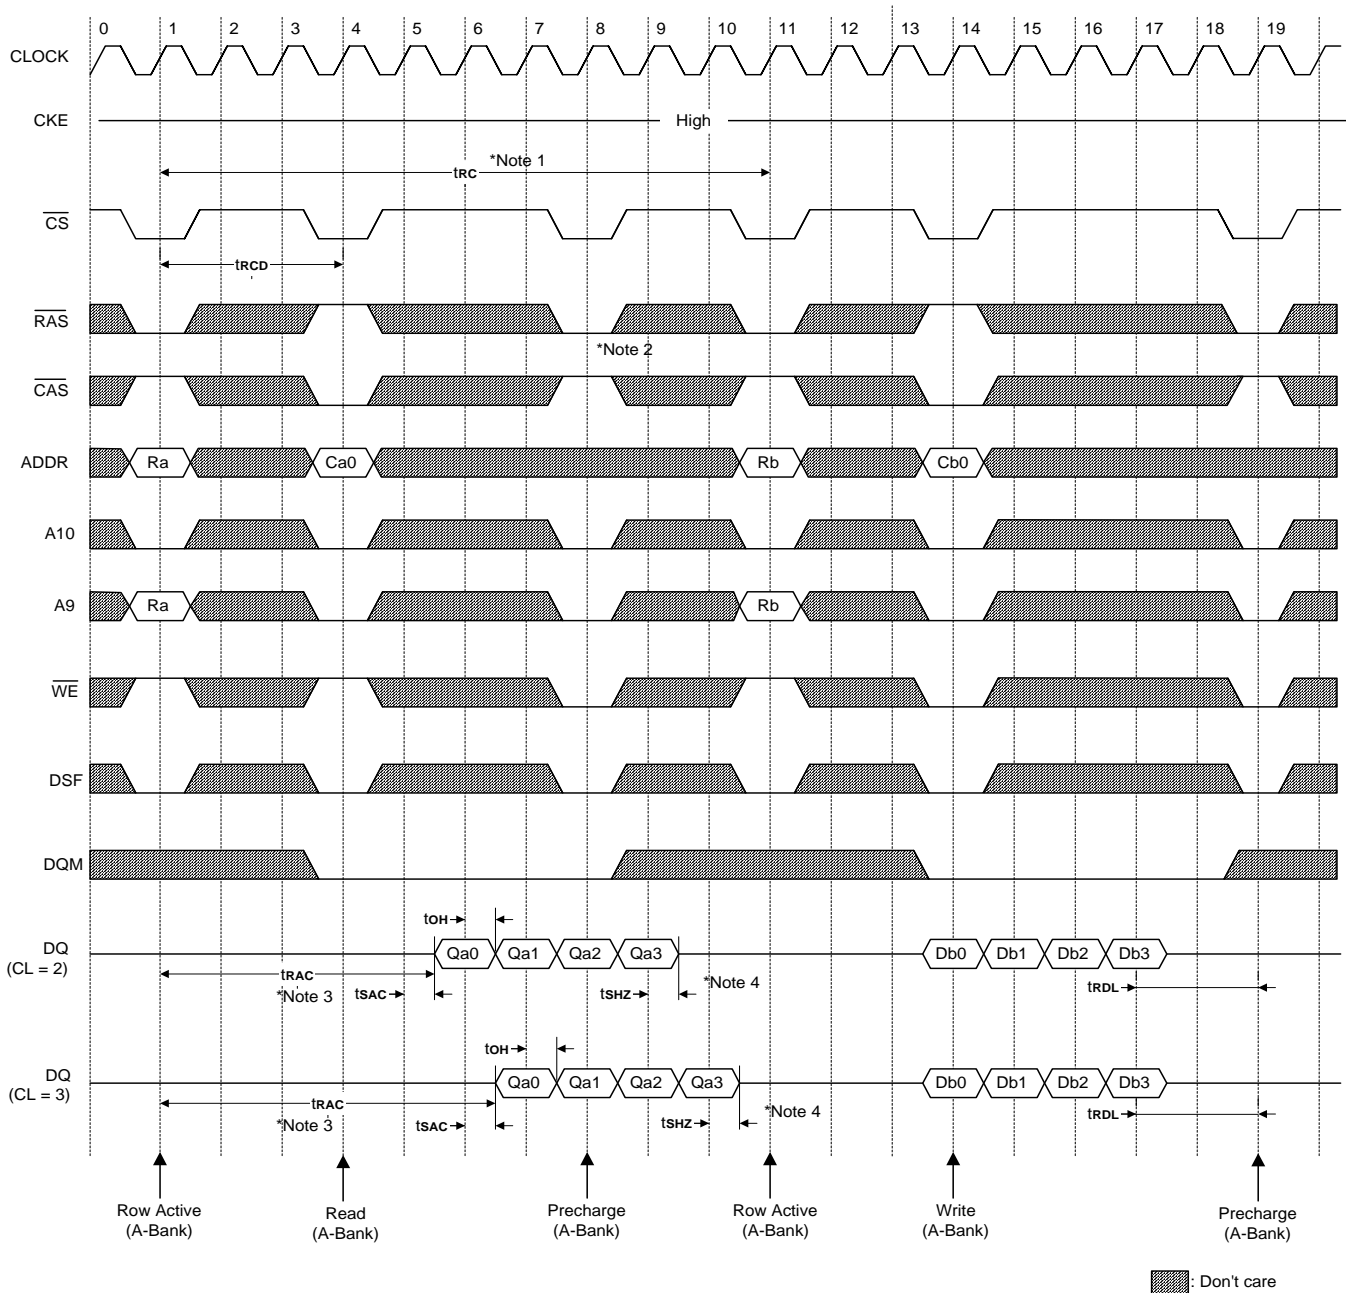 0 1 2 3 4 5 6 7 8 9 10 11 12 13 14 15 16 17 18 19
CLOCK
CKE
High
*Note 1
tRC
CS
tRCD
RAS
*Note 2
CAS
ADDR
Ra Ca0 Rb Cb0
A10
A9
Ra Rb
WE
DSF
DQM
tOH
DQ
(CL = 2)
Qa0 Qa1 Qa2 Qa3 Db0 Db1 Db2 Db3
tRAC
*Note 3
tSAC
tSHZ
*Note 4
tRDL
tOH
DQ
(CL = 3)
Qa0 Qa1 Qa2 Qa3 Db0 Db1 Db2 Db3
tRAC
*Note 3
tSAC
tSHZ
*Note 4
tRDL
Row Active
(A-Bank)
Read
(A-Bank)
Precharge
(A-Bank)
Row Active
(A-Bank)
Write
(A-Bank)
Precharge
(A-Bank)
: Don't care